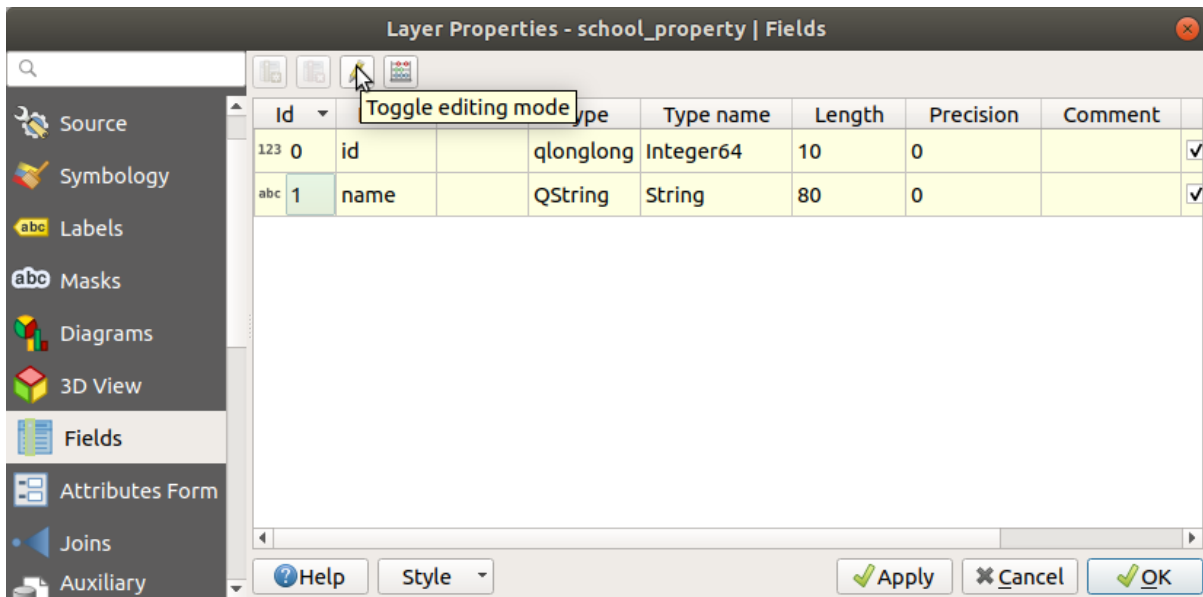 Layer Properties - school_property | Fields
Toggle editing mode
Id Type name Length Precision Comment
123 0 id qlonglong Integer64 10 0
abc 1 name QString String 80 0
Source
Symbology
abc Labels
abc Masks
Diagrams
3D View
Fields
Attributes Form
Joins
Auxiliary
Help Style Apply Cancel OK